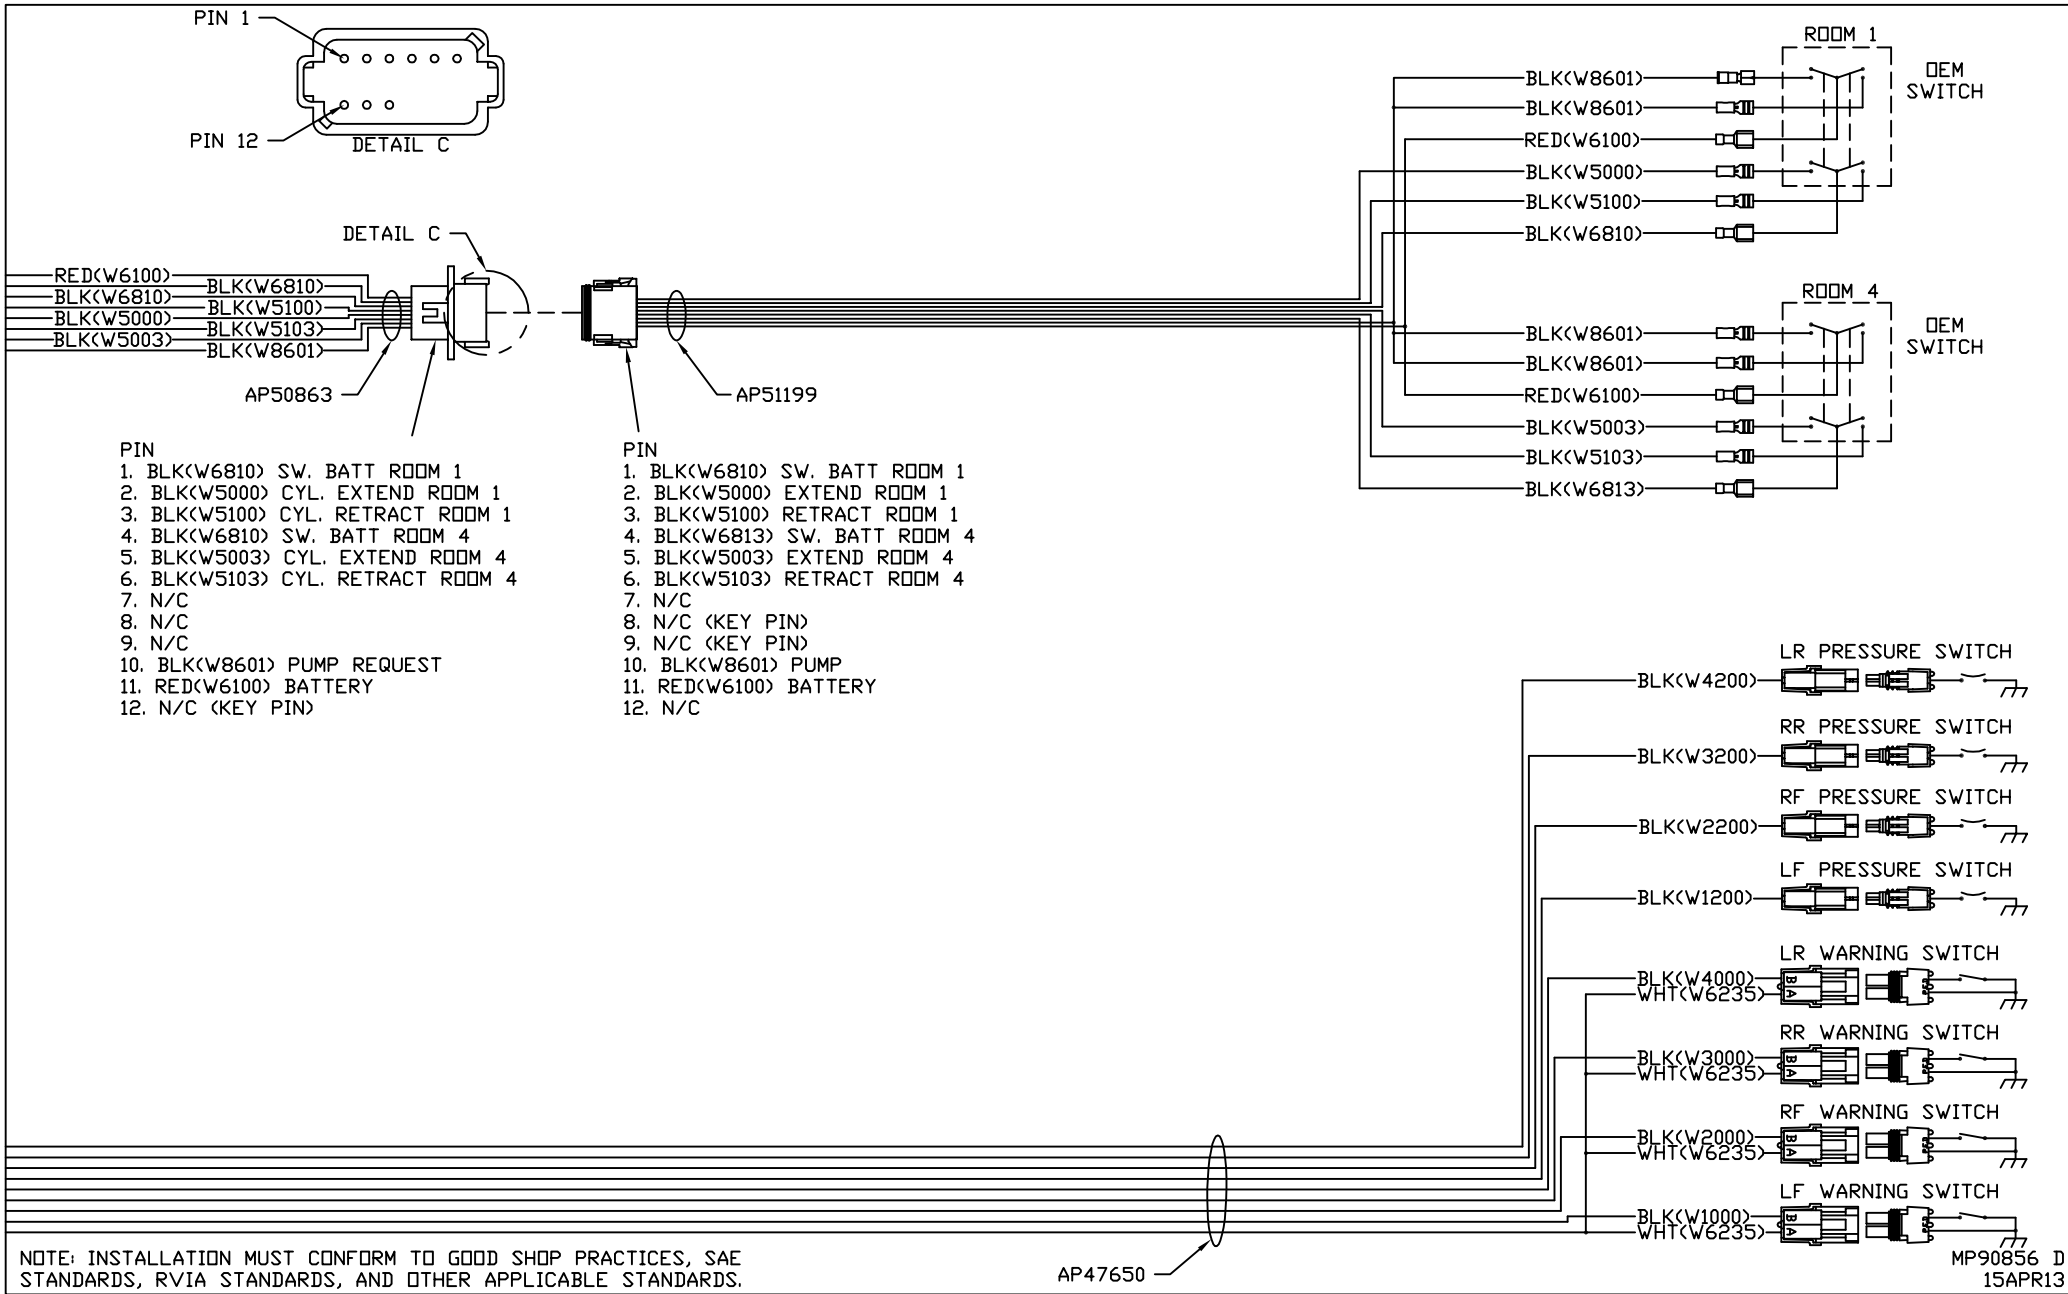 PIN 1
PIN 12
DETAIL C
DETAIL C
RED(W6100)
BLK(W6810)
BLK(W6810)
BLK(W5100)
BLK(W5000)
BLK(W5103)
BLK(W5003)
BLK(W8601)
AP50863
AP51199
PIN
1. BLK(W6810) SW. BATT ROOM 1
2. BLK(W5000) CYL. EXTEND ROOM 1
3. BLK(W5100) CYL. RETRACT ROOM 1
4. BLK(W6810) SW. BATT ROOM 4
5. BLK(W5003) CYL. EXTEND ROOM 4
6. BLK(W5103) CYL. RETRACT ROOM 4
7. N/C
8. N/C
9. N/C
10. BLK(W8601) PUMP REQUEST
11. RED(W6100) BATTERY
12. N/C (KEY PIN)
PIN
1. BLK(W6810) SW. BATT ROOM 1
2. BLK(W5000) EXTEND ROOM 1
3. BLK(W5100) RETRACT ROOM 1
4. BLK(W6813) SW. BATT ROOM 4
5. BLK(W5003) EXTEND ROOM 4
6. BLK(W5103) RETRACT ROOM 4
7. N/C
8. N/C (KEY PIN)
9. N/C (KEY PIN)
10. BLK(W8601) PUMP
11. RED(W6100) BATTERY
12. N/C
ROOM 1
OEM
SWITCH
BLK(W8601)
BLK(W8601)
RED(W6100)
BLK(W5000)
BLK(W5100)
BLK(W6810)
ROOM 4
OEM
SWITCH
BLK(W8601)
BLK(W8601)
RED(W6100)
BLK(W5003)
BLK(W5103)
BLK(W6813)
LR PRESSURE SWITCH
BLK(W4200)
RR PRESSURE SWITCH
BLK(W3200)
RF PRESSURE SWITCH
BLK(W2200)
LF PRESSURE SWITCH
BLK(W1200)
LR WARNING SWITCH
BLK(W4000) B
WHT(W6235) A
RR WARNING SWITCH
BLK(W3000) B
WHT(W6235) A
RF WARNING SWITCH
BLK(W2000) B
WHT(W6235) A
LF WARNING SWITCH
BLK(W1000) B
WHT(W6235) A
AP47650
NOTE: INSTALLATION MUST CONFORM TO GOOD SHOP PRACTICES, SAE
STANDARDS, RVIA STANDARDS, AND OTHER APPLICABLE STANDARDS.
MP90856 D
15APR13